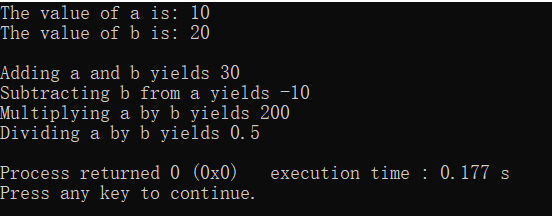 The value of a is: 10
The value of b is: 20
Adding a and b yields 30
Subtracting b from a yields -10
Multiplying a by b yields 200
Dividing a by b yields 0.5
Process returned 0 (0x0)   execution time : 0.177 s
Press any key to continue.